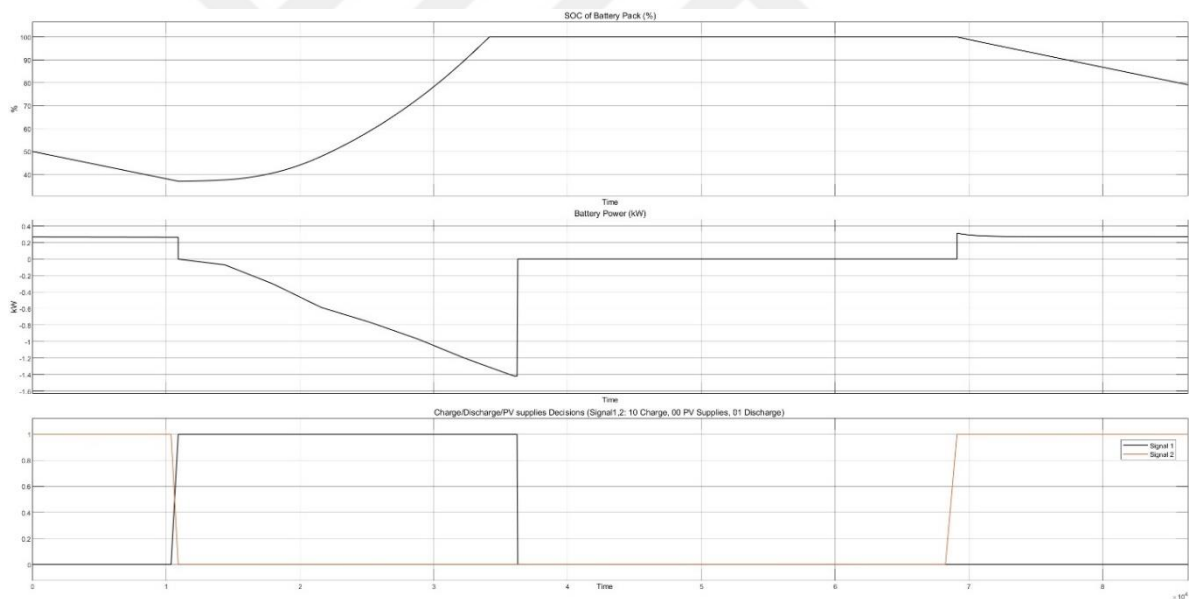 SOC of Battery Pack (%)
100
90
80
70
60
50
40
%
Time
Battery Power (kW)
0.4
0.2
0
-0.2
-0.4
-0.6
-0.8
-1
-1.2
-1.4
-1.6
kW
Time
Charge/Discharge/PV supplies Decisions (Signal1,2: 10 Charge, 00 PV Supplies, 01 Discharge)
1
0.8
0.6
0.4
0.2
0
Signal 1
Signal 2
0 1 2 3 4 Time 5 6 7 8
×10⁴